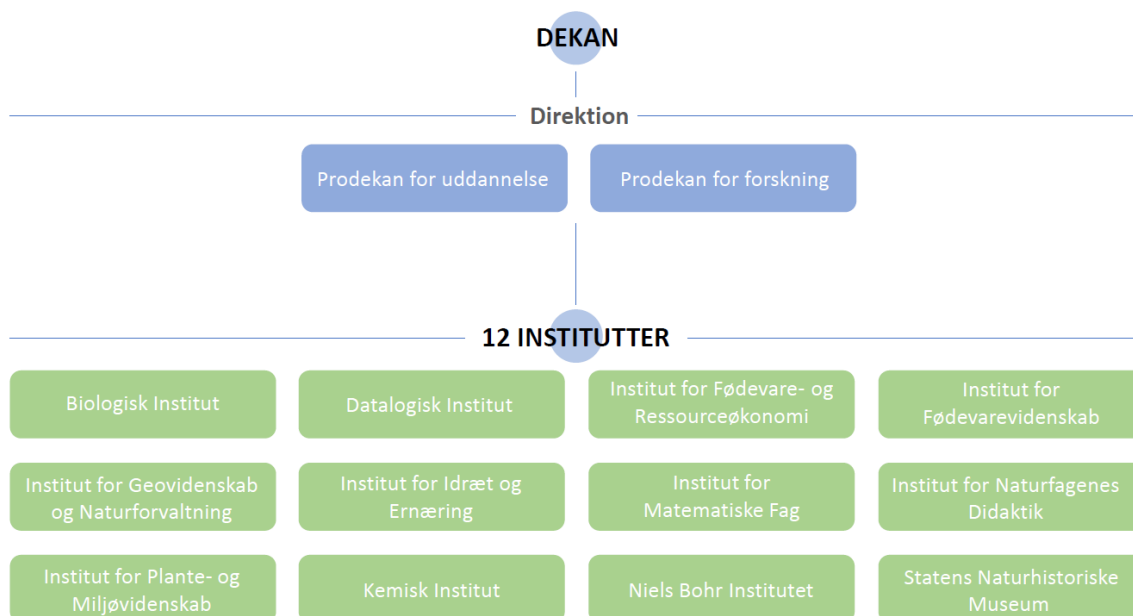 DEKAN
Direktion
Prodekan for uddannelse
Prodekan for forskning
12 INSTITUTTER
Biologisk Institut
Datalogisk Institut
Institut for Fødevare- og
Ressourceøkonomi
Institut for
Fødevarevidenskab
Institut for Geovidenskab
og Naturforvaltning
Institut for Idræt og
Ernæring
Institut for
Matematiske Fag
Institut for Naturfagenes
Didaktik
Institut for Plante- og
Miljøvidenskab
Kemisk Institut
Niels Bohr Institutet
Statens Naturhistoriske
Museum